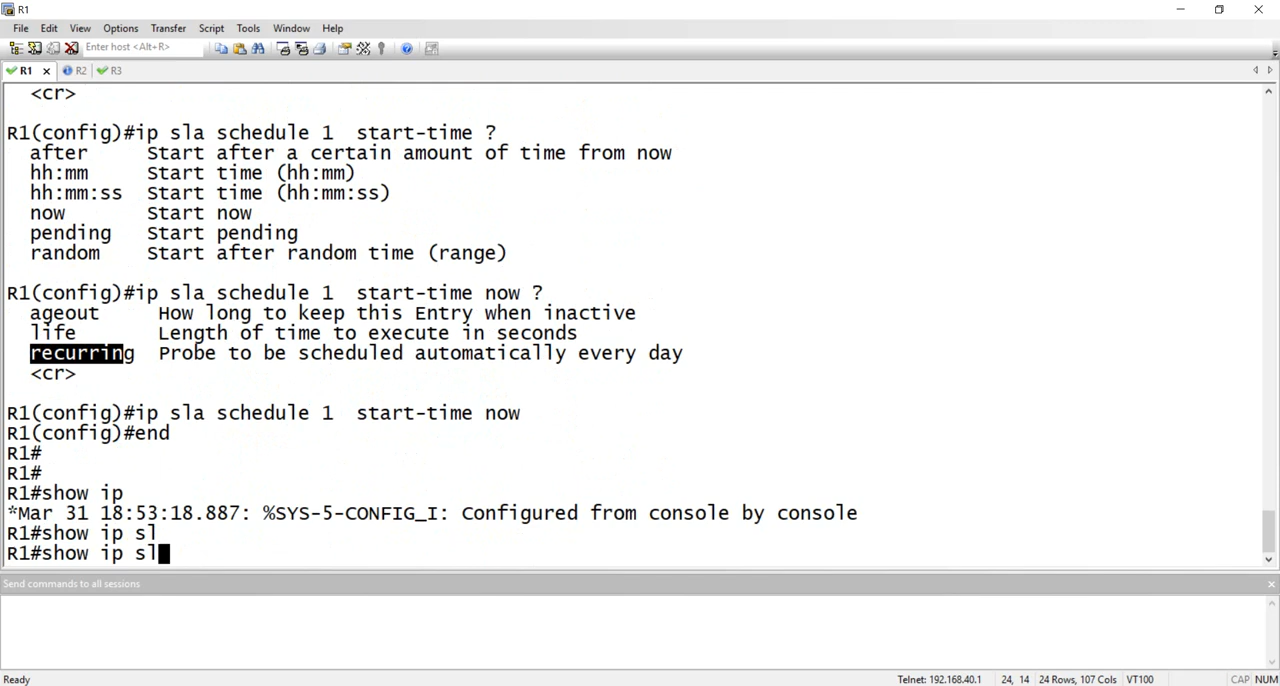 R1
File Edit View Options Transfer Script Tools Window Help
Enter host <Alt+R>
R1 R2 R3
<cr>
R1(config)#ip sla schedule 1  start-time ?
after Start after a certain amount of time from now
hh:mm Start time (hh:mm)
hh:mm:ss Start time (hh:mm:ss)
now Start now
pending Start pending
random Start after random time (range)
R1(config)#ip sla schedule 1  start-time now ?
ageout How long to keep this Entry when inactive
life Length of time to execute in seconds
recurring Probe to be scheduled automatically every day
<cr>
R1(config)#ip sla schedule 1  start-time now
R1(config)#end
R1#
R1#
R1#show ip
*Mar 31 18:53:18.887: %SYS-5-CONFIG_I: Configured from console by console
R1#show ip sl
R1#show ip sl
Send commands to all sessions
Ready Telnet: 192.168.40.1 24, 14 24 Rows, 107 Cols VT100 CAP NUM